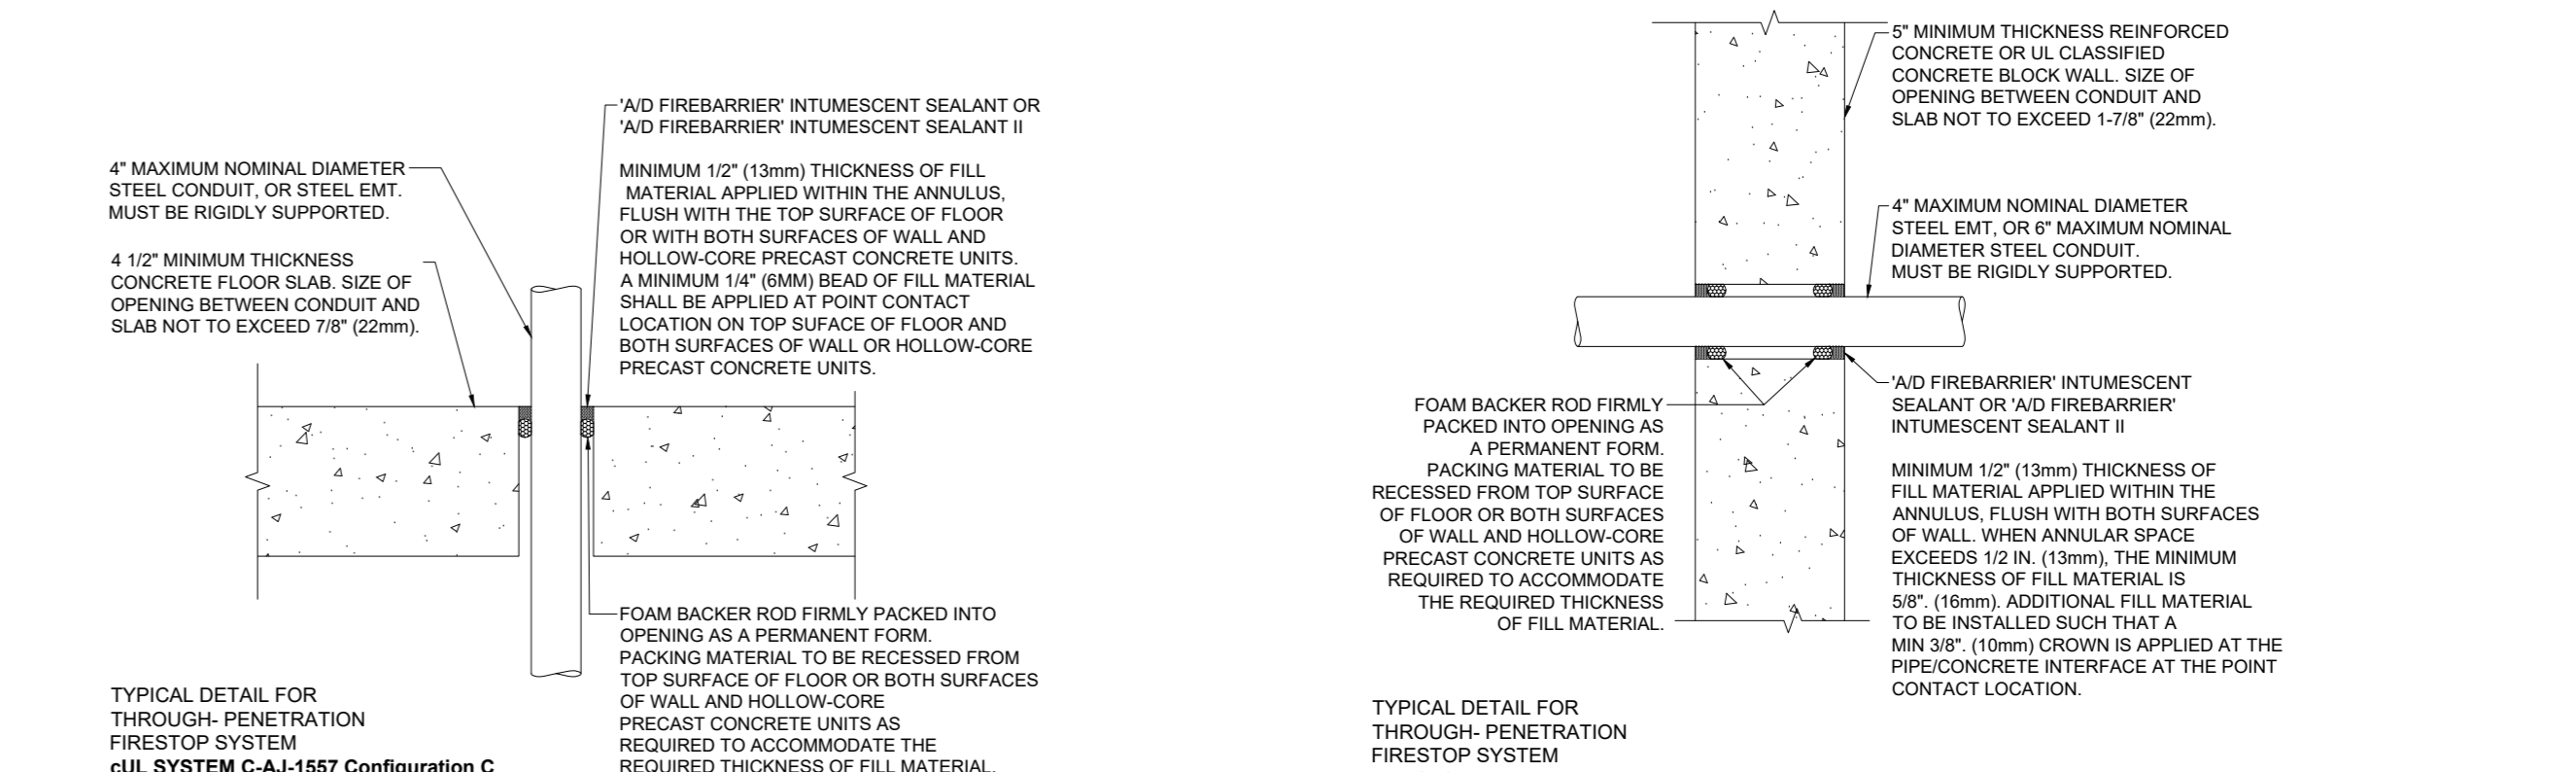 4" MAXIMUM NOMINAL DIAMETER
STEEL CONDUIT, OR STEEL EMT.
MUST BE RIGIDLY SUPPORTED.
4 1/2" MINIMUM THICKNESS
CONCRETE FLOOR SLAB. SIZE OF
OPENING BETWEEN CONDUIT AND
SLAB NOT TO EXCEED 7/8" (22mm).
'A/D FIREBARRIER' INTUMESCENT SEALANT OR
'A/D FIREBARRIER' INTUMESCENT SEALANT II
MINIMUM 1/2" (13mm) THICKNESS OF FILL
MATERIAL APPLIED WITHIN THE ANNULUS,
FLUSH WITH THE TOP SURFACE OF FLOOR
OR WITH BOTH SURFACES OF WALL AND
HOLLOW-CORE PRECAST CONCRETE UNITS.
A MINIMUM 1/4" (6MM) BEAD OF FILL MATERIAL
SHALL BE APPLIED AT POINT CONTACT
LOCATION ON TOP SUFACE OF FLOOR AND
BOTH SURFACES OF WALL OR HOLLOW-CORE
PRECAST CONCRETE UNITS.
FOAM BACKER ROD FIRMLY PACKED INTO
OPENING AS A PERMANENT FORM.
PACKING MATERIAL TO BE RECESSED FROM
TOP SURFACE OF FLOOR OR BOTH SURFACES
OF WALL AND HOLLOW-CORE
PRECAST CONCRETE UNITS AS
REQUIRED TO ACCOMMODATE THE
REQUIRED THICKNESS OF FILL MATERIAL.
TYPICAL DETAIL FOR
THROUGH- PENETRATION
FIRESTOP SYSTEM
cUL SYSTEM C-AJ-1557 Configuration C
5" MINIMUM THICKNESS REINFORCED
CONCRETE OR UL CLASSIFIED
CONCRETE BLOCK WALL. SIZE OF
OPENING BETWEEN CONDUIT AND
SLAB NOT TO EXCEED 1-7/8" (22mm).
4" MAXIMUM NOMINAL DIAMETER
STEEL EMT, OR 6" MAXIMUM NOMINAL
DIAMETER STEEL CONDUIT.
MUST BE RIGIDLY SUPPORTED.
'A/D FIREBARRIER' INTUMESCENT
SEALANT OR 'A/D FIREBARRIER'
INTUMESCENT SEALANT II
MINIMUM 1/2" (13mm) THICKNESS OF
FILL MATERIAL APPLIED WITHIN THE
ANNULUS, FLUSH WITH BOTH SURFACES
OF WALL. WHEN ANNULAR SPACE
EXCEEDS 1/2 IN. (13mm), THE MINIMUM
THICKNESS OF FILL MATERIAL IS
5/8". (16mm). ADDITIONAL FILL MATERIAL
TO BE INSTALLED SUCH THAT A
MIN 3/8". (10mm) CROWN IS APPLIED AT THE
PIPE/CONCRETE INTERFACE AT THE POINT
CONTACT LOCATION.
FOAM BACKER ROD FIRMLY
PACKED INTO OPENING AS
A PERMANENT FORM.
PACKING MATERIAL TO BE
RECESSED FROM TOP SURFACE
OF FLOOR OR BOTH SURFACES
OF WALL AND HOLLOW-CORE
PRECAST CONCRETE UNITS AS
REQUIRED TO ACCOMMODATE
THE REQUIRED THICKNESS
OF FILL MATERIAL.
TYPICAL DETAIL FOR
THROUGH- PENETRATION
FIRESTOP SYSTEM